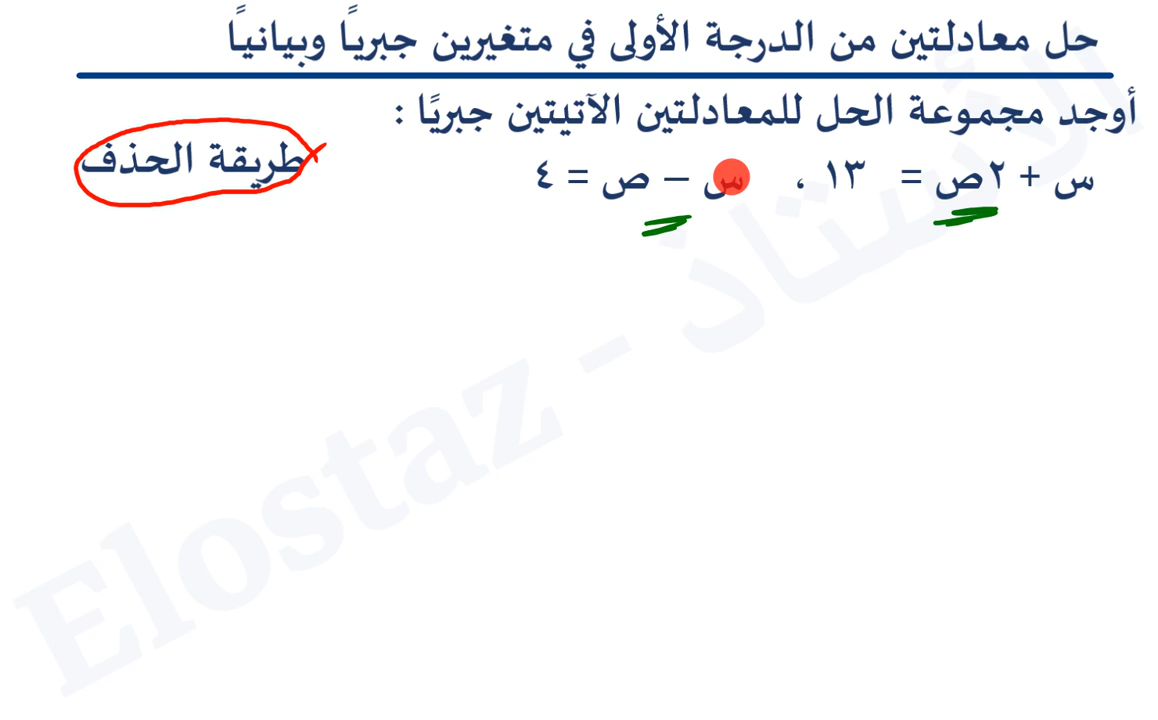 حل معادلتين من الدرجة الأولى في متغيرين جبرياً وبيانياً
أوجد مجموعة الحل للمعادلتين الآتيتين جبريًا :
طريقة الحذف
س + ٢ص = ١٣ ، س – ص = ٤
الأستاذ - Elostaz